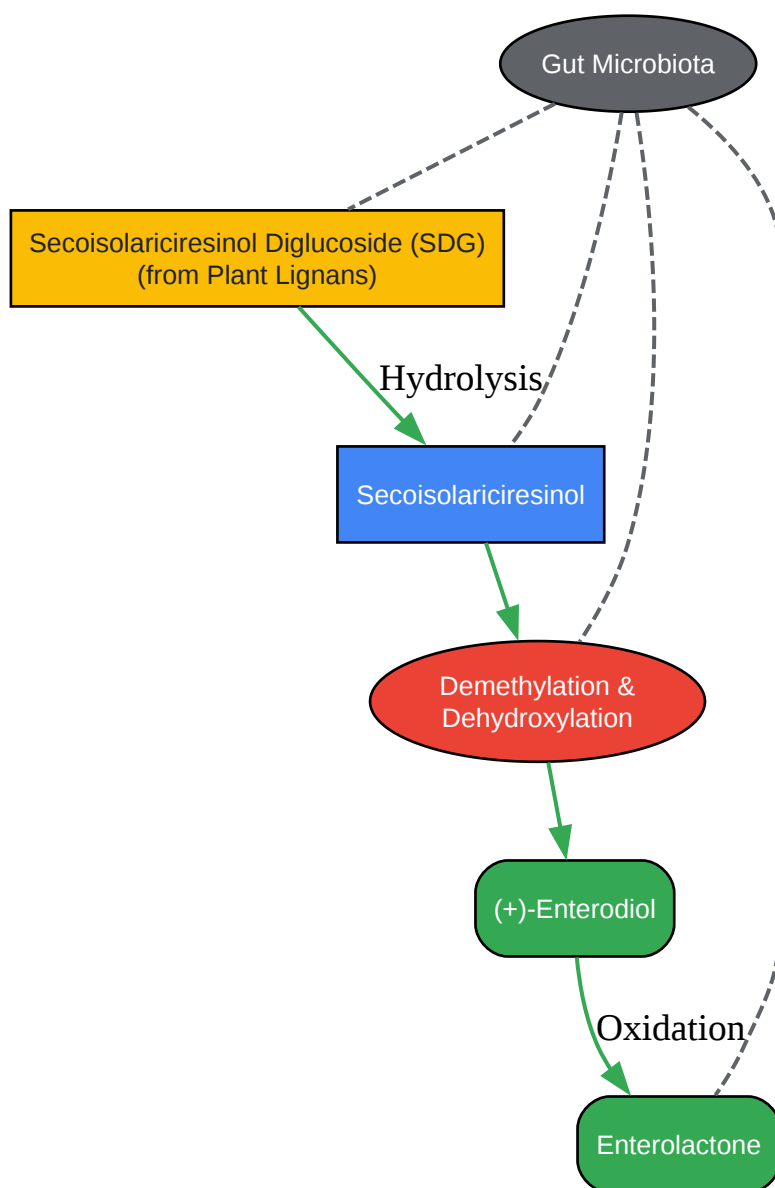 Gut Microbiota
Secoisolariciresinol Diglucoside (SDG)
(from Plant Lignans)
Hydrolysis
Secoisolariciresinol
Demethylation &
Dehydroxylation
(+)-Enterodiol
Oxidation
Enterolactone